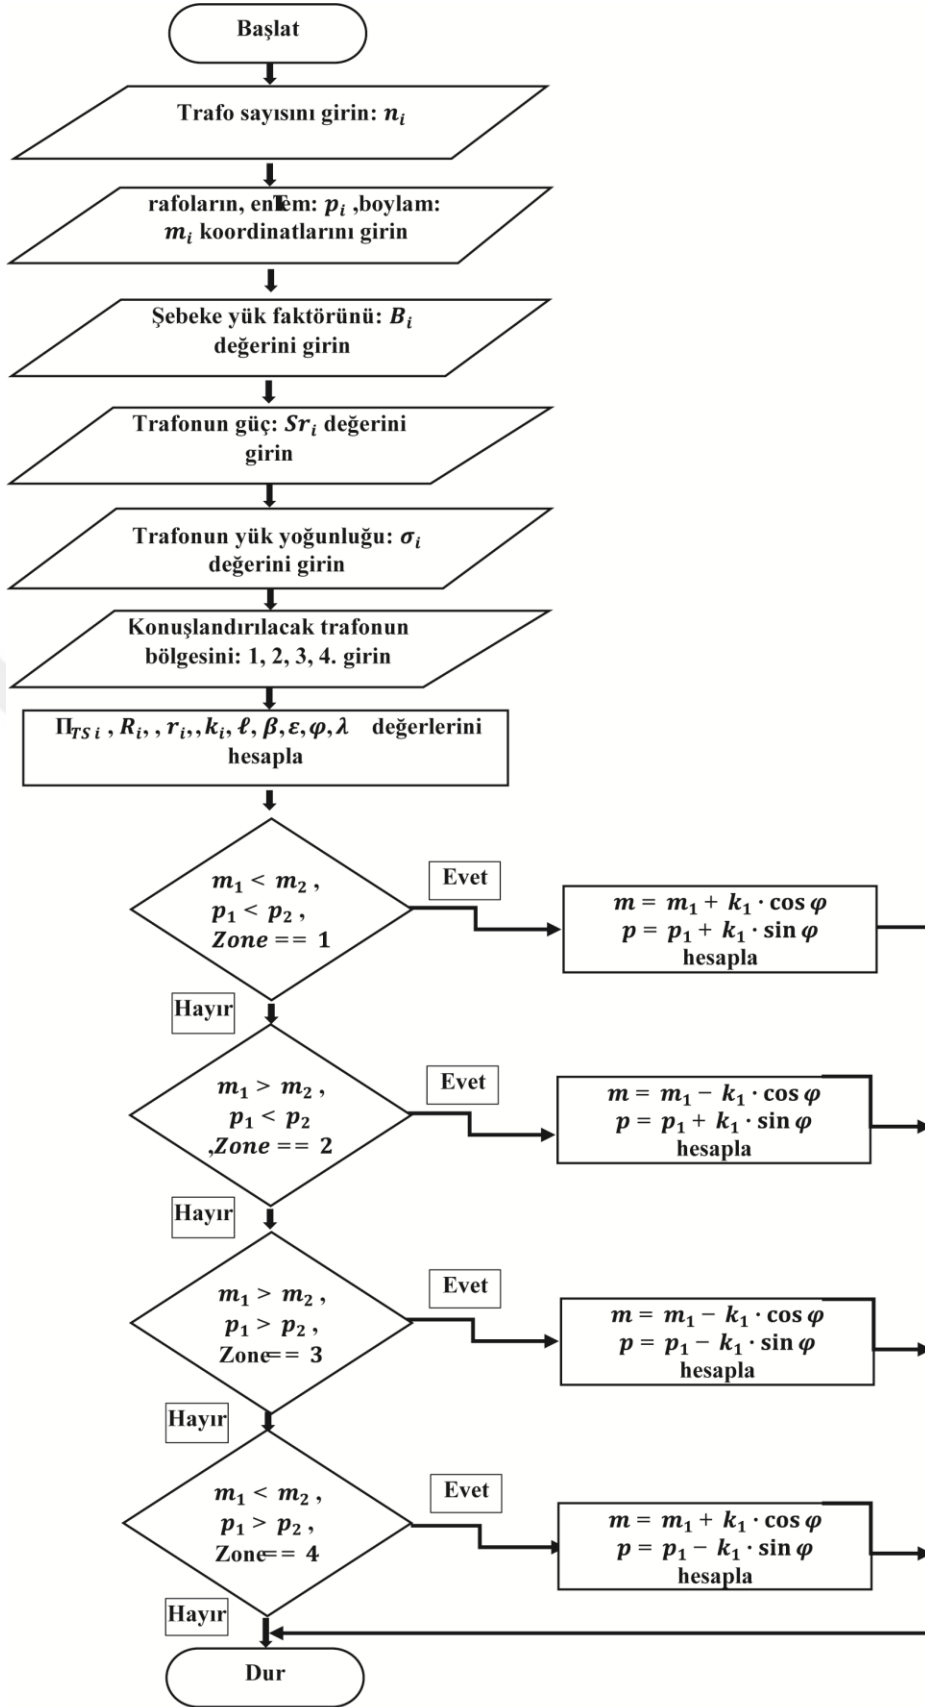 Başlat
Trafo sayısını girin: nᵢ
rafoların, enTem: pᵢ ,boylam:
mᵢ koordinatlarını girin
Şebeke yük faktörünü: Bᵢ
değerini girin
Trafonun güç: Srᵢ değerini
girin
Trafonun yük yoğunluğu: σᵢ
değerini girin
Konuşlandırılacak trafonun
bölgesini: 1, 2, 3, 4. girin
Π_TS i , Rᵢ, , rᵢ,,kᵢ, ℓ, β, ε, φ, λ değerlerini
hesapla
m₁ < m₂ ,
p₁ < p₂ ,
Zone == 1
Evet
m = m₁ + k₁ · cos φ
p = p₁ + k₁ · sin φ
hesapla
Hayır
m₁ > m₂ ,
p₁ < p₂
,Zone == 2
Evet
m = m₁ − k₁ · cos φ
p = p₁ + k₁ · sin φ
hesapla
Hayır
m₁ > m₂ ,
p₁ > p₂ ,
Zone== 3
Evet
m = m₁ − k₁ · cos φ
p = p₁ − k₁ · sin φ
hesapla
Hayır
m₁ < m₂ ,
p₁ > p₂ ,
Zone== 4
Evet
m = m₁ + k₁ · cos φ
p = p₁ − k₁ · sin φ
hesapla
Hayır
Dur